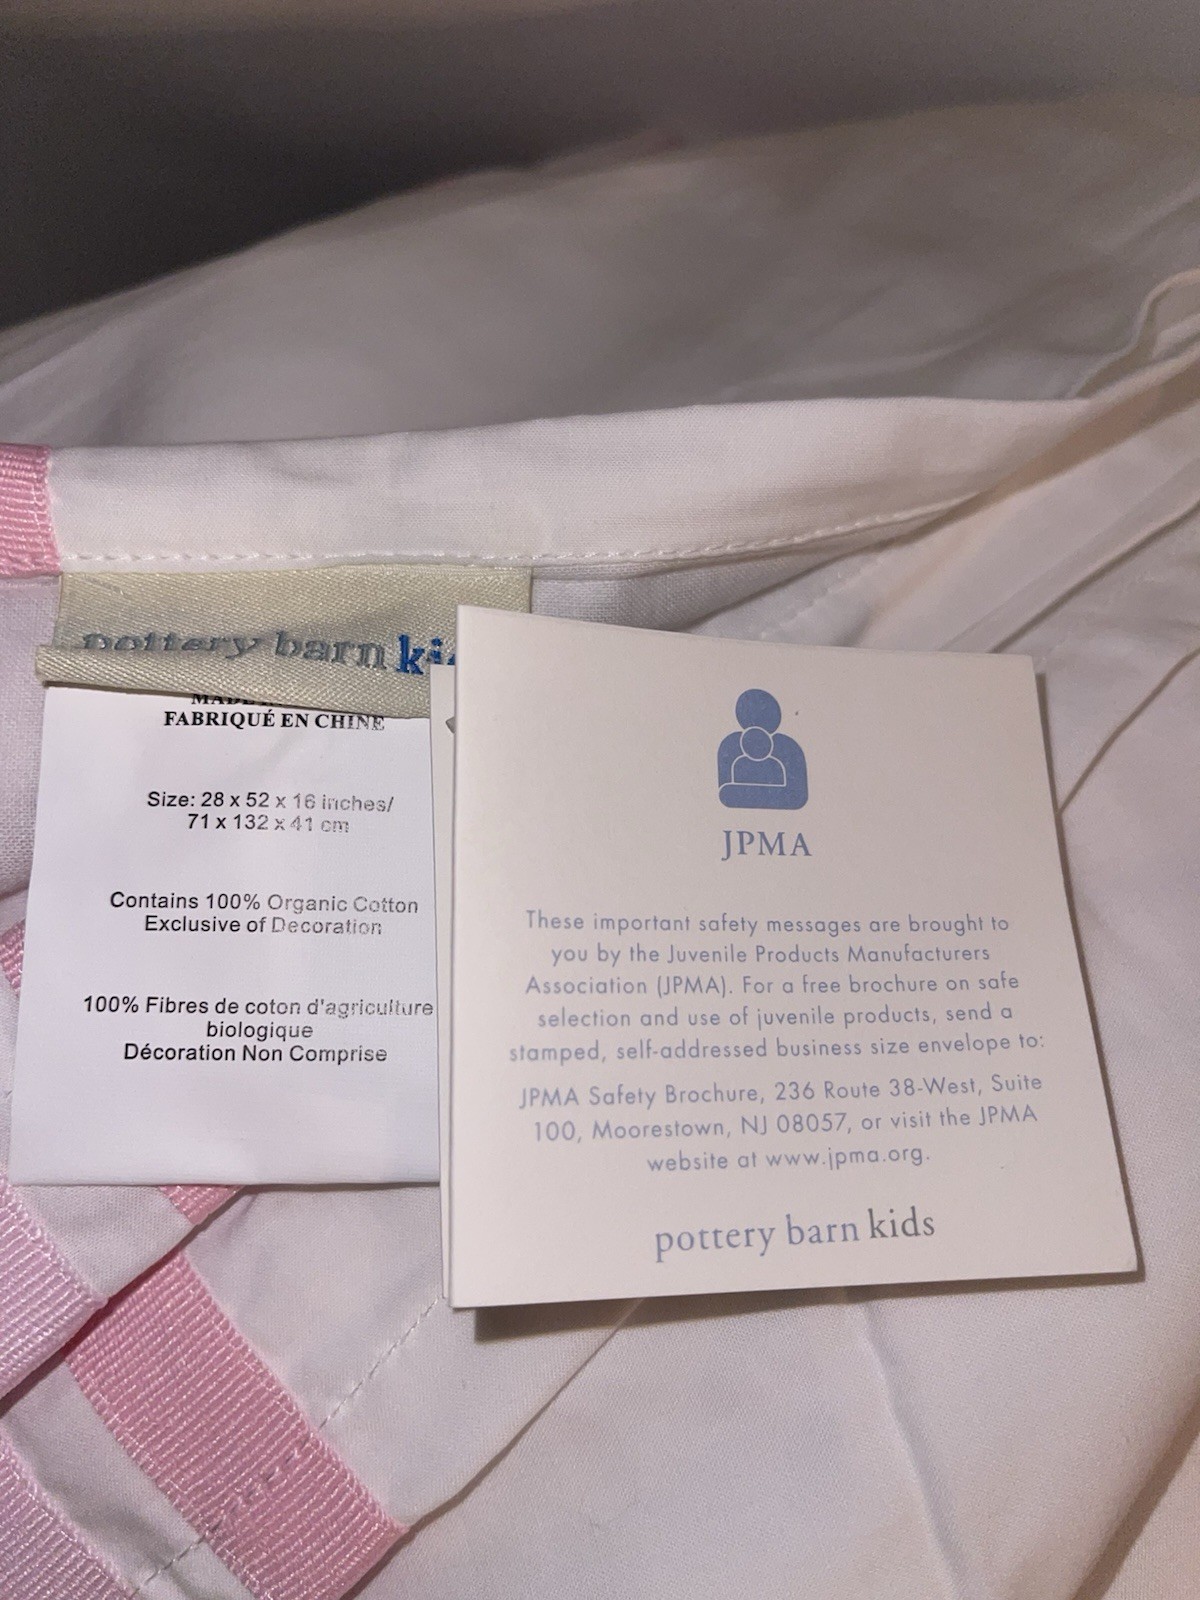 pottery barn
FABRIQUÉ EN CHINE
Size: 28 x 52 x 16 inches/
71 x 132 x 41 cm
Contains 100% Organic Cotton
Exclusive of Decoration
100% Fibres de coton d'agriculture
biologique
Décoration Non Comprise
JPMA
These important safety messages are brought to
you by the Juvenile Products Manufacturers
Association (JPMA). For a free brochure on safe
selection and use of juvenile products, send a
stamped, self-addressed business size envelope to:
JPMA Safety Brochure, 236 Route 38-West, Suite
100, Moorestown, NJ 08057, or visit the JPMA
website at www.jpma.org.
pottery barn kids